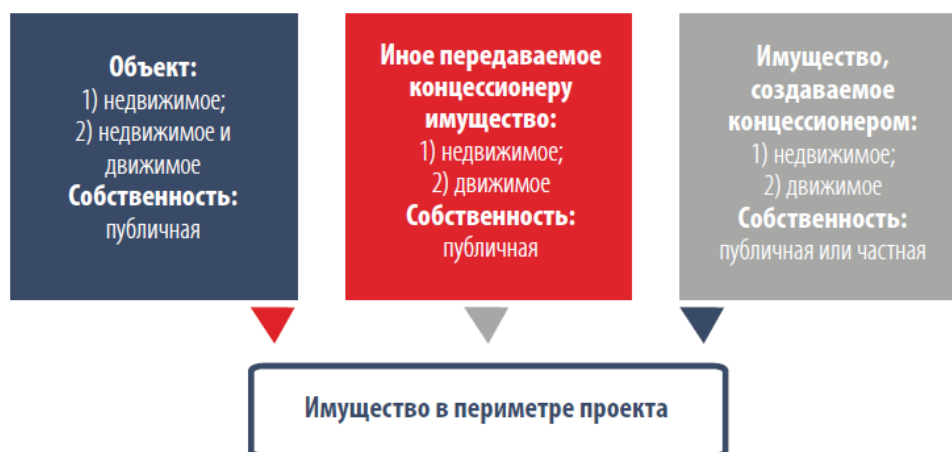 Объект:
1) недвижимое;
2) недвижимое и
движимое
Собственность:
публичная
Иное передаваемое
концессионеру
имущество:
1) недвижимое;
2) движимое
Собственность:
публичная
Имущество,
создаваемое
концессионером:
1) недвижимое;
2) движимое
Собственность:
публичная или частная
Имущество в периметре проекта